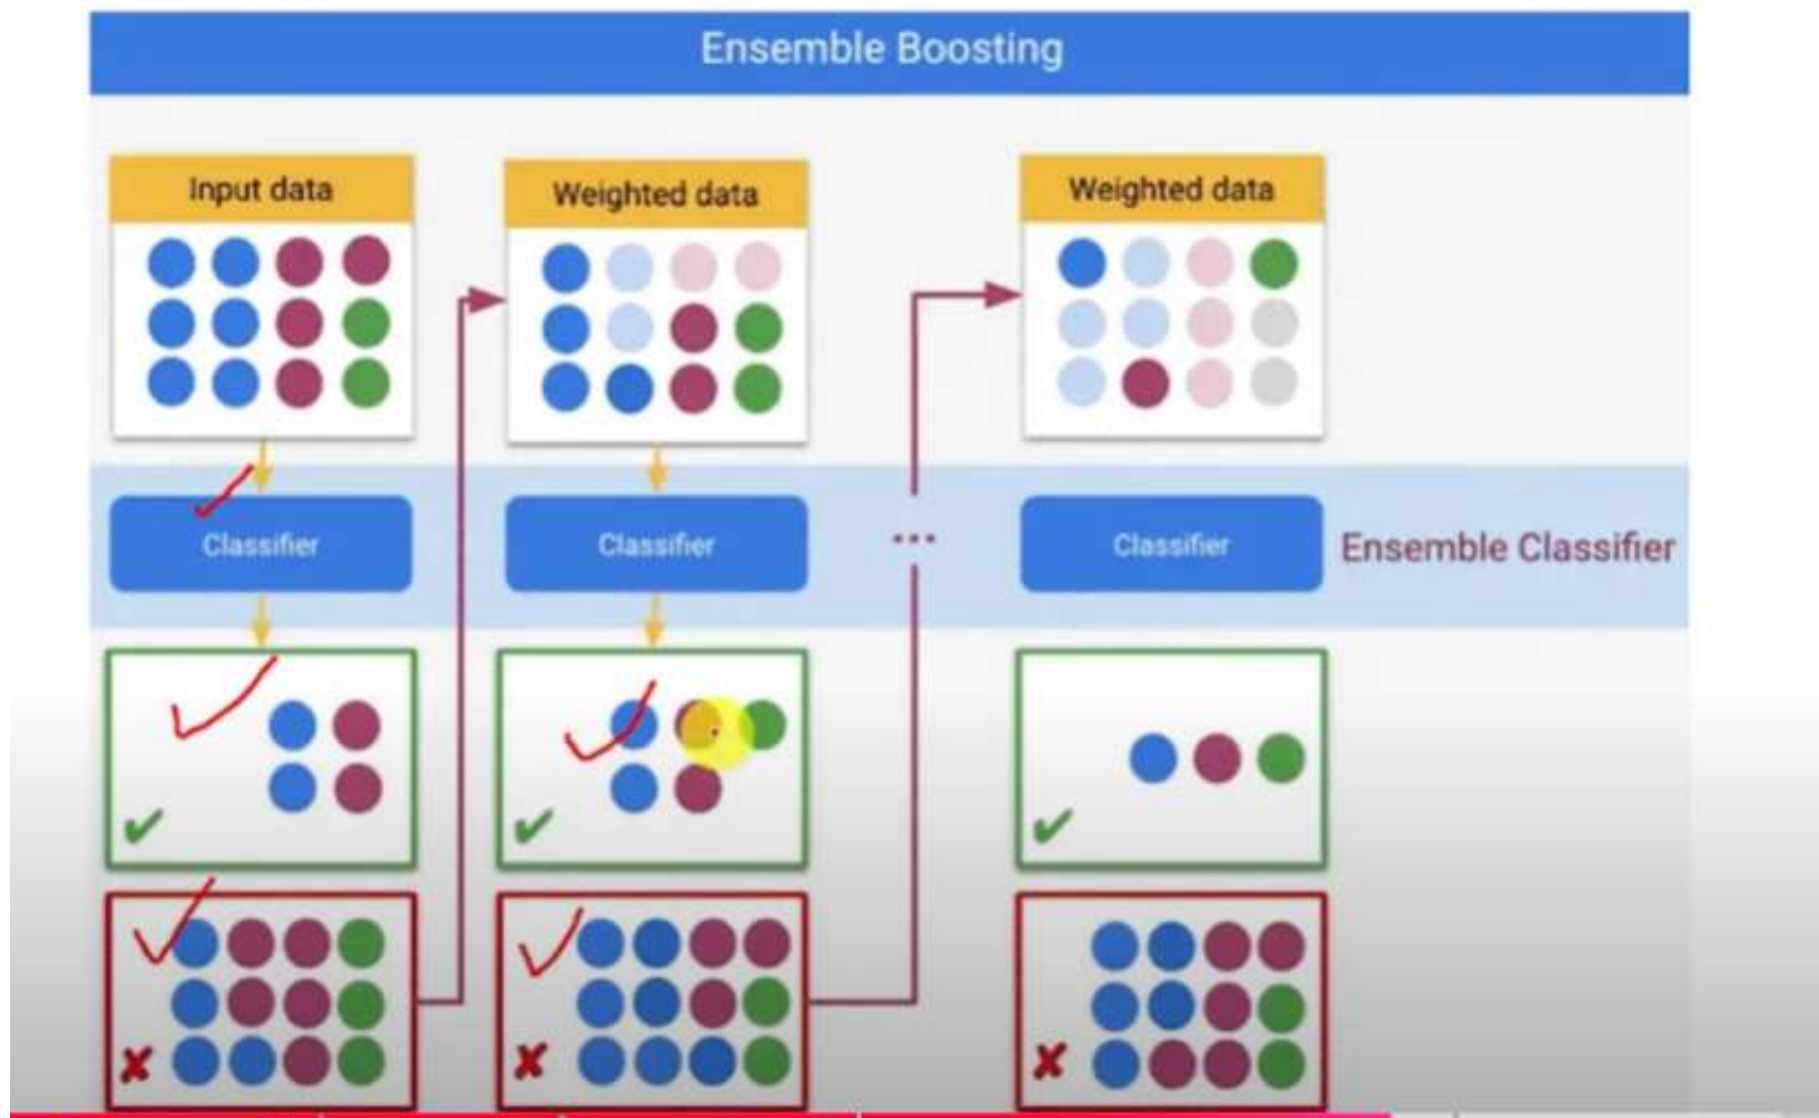 Ensemble Boosting
Input data
Weighted data
Weighted data
Classifier
Classifier
...
Classifier
Ensemble Classifier